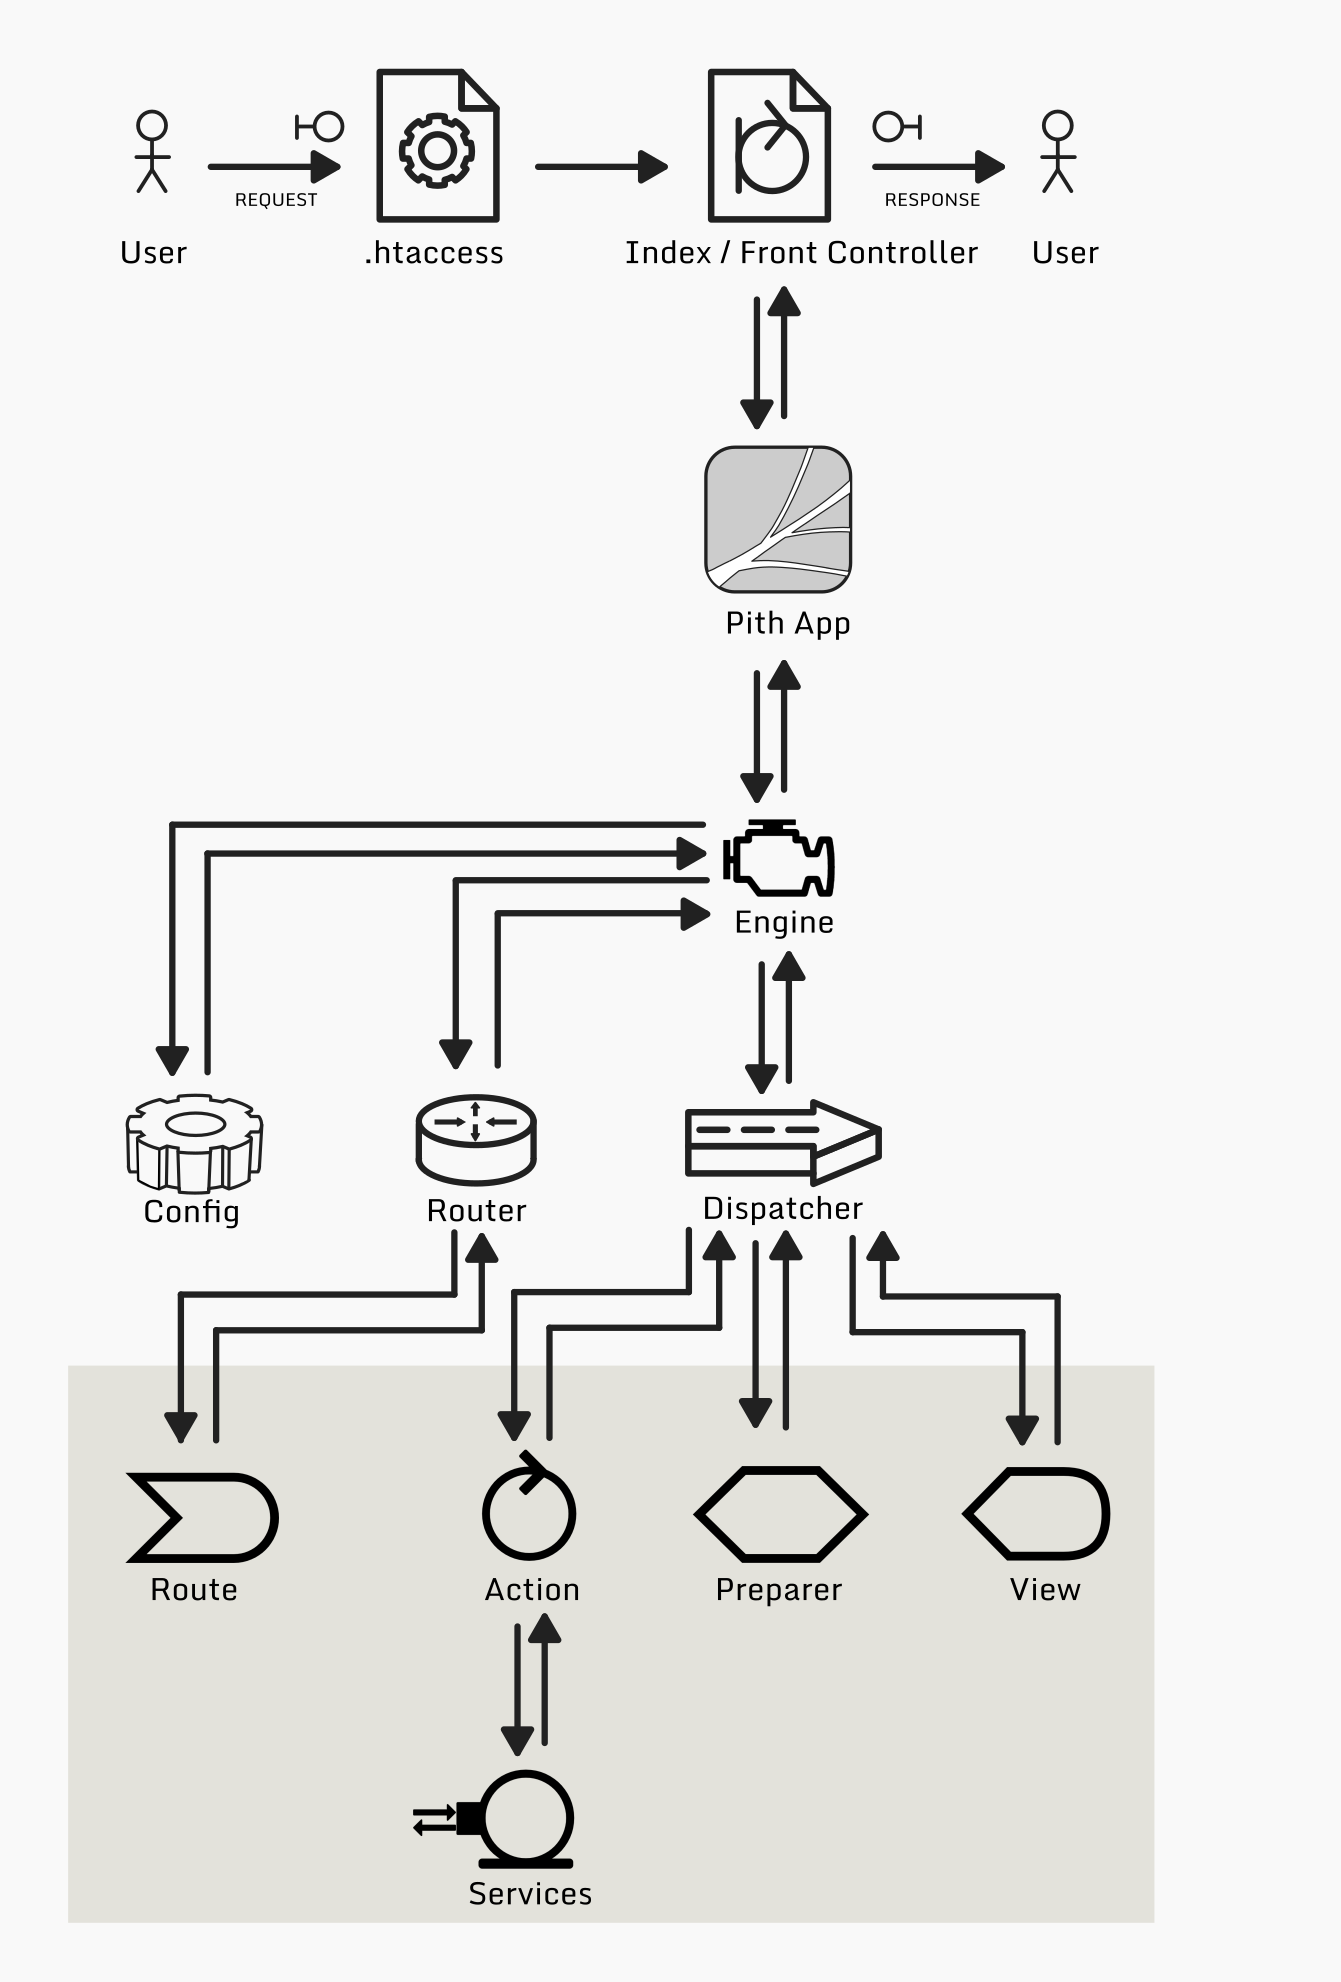 REQUEST
RESPONSE
User
.htaccess
Index / Front Controller
User
Pith App
Engine
Config
Router
Dispatcher
Route
Action
Preparer
View
Services